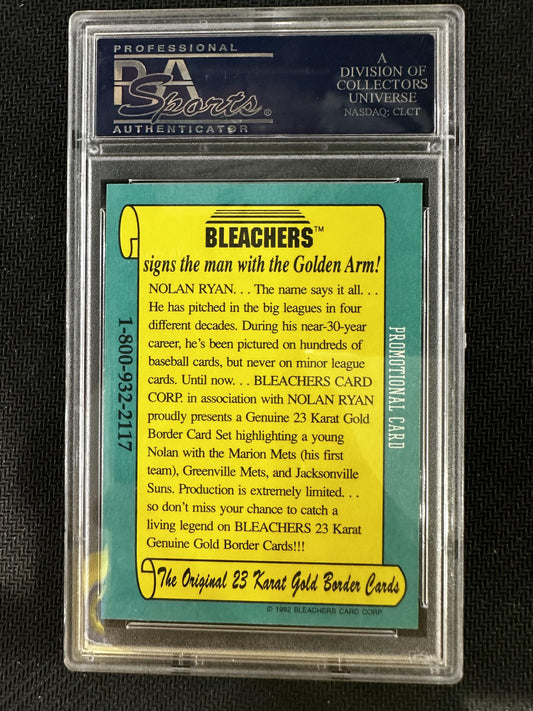 PROFESSIONAL
PSA
Sports®
AUTHENTICATOR
A
DIVISION OF
COLLECTORS
UNIVERSE
NASDAQ: CLCT
BLEACHERS™
signs the man with the Golden Arm!
NOLAN RYAN. . . The name says it all. . .
He has pitched in the big leagues in four
different decades. During his near-30-year
career, he's been pictured on hundreds of
baseball cards, but never on minor league
cards. Until now. . . BLEACHERS CARD
CORP. in association with NOLAN RYAN
proudly presents a Genuine 23 Karat Gold
Border Card Set highlighting a young
Nolan with the Marion Mets (his first
team), Greenville Mets, and Jacksonville
Suns. Production is extremely limited. . .
so don't miss your chance to catch a
living legend on BLEACHERS 23 Karat
Genuine Gold Border Cards!!!
The Original 23 Karat Gold Border Cards
© 1992 BLEACHERS CARD CORP.
1-800-932-2117
PROMOTIONAL CARD